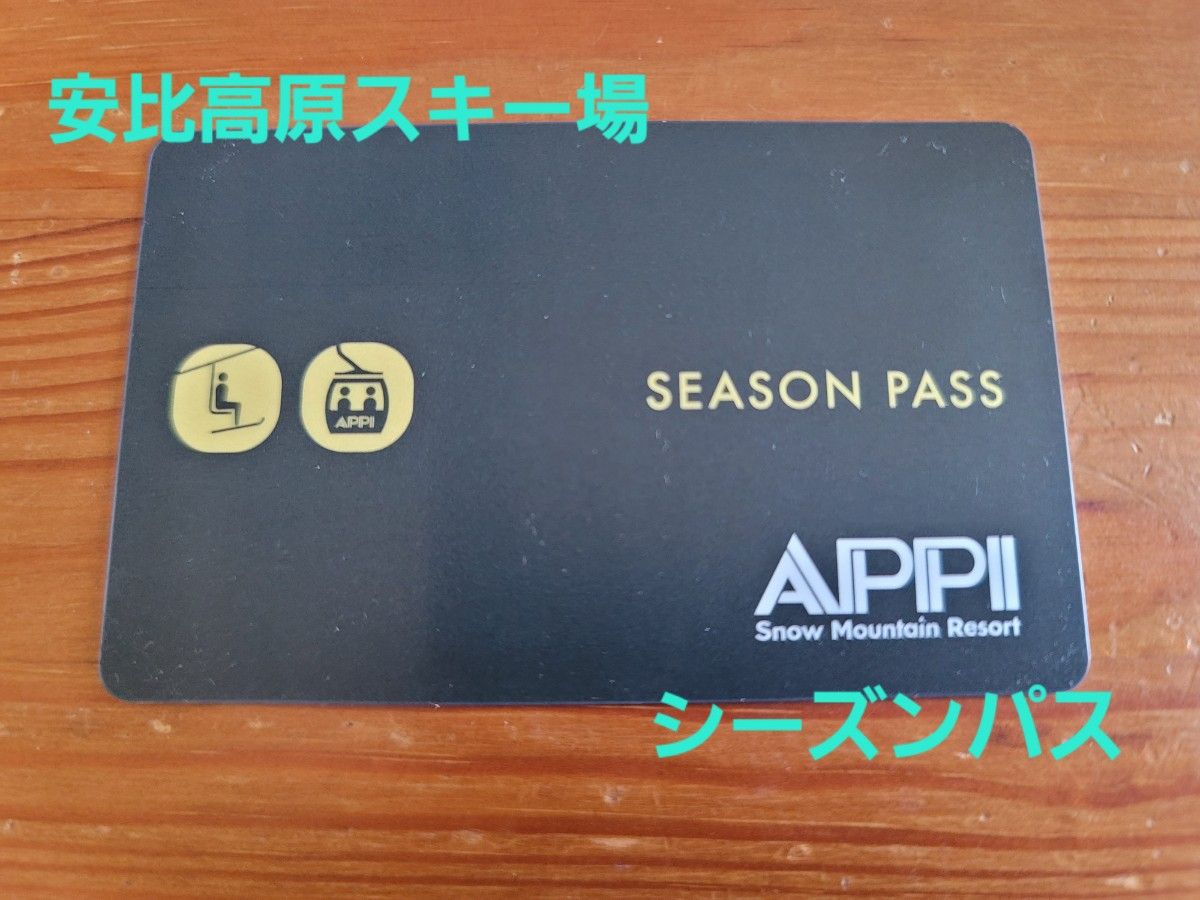 安比高原スキー場
APPI
SEASON PASS
APPI
Snow Mountain Resort
シーズンパス